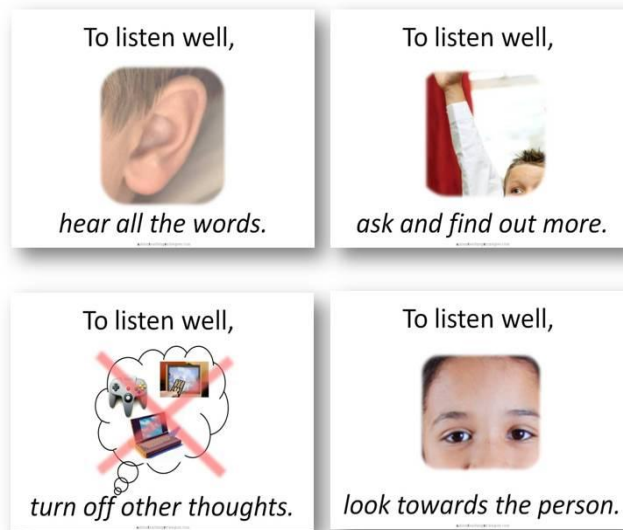 To listen well,
hear all the words.
To listen well,
ask and find out more.
To listen well,
turn off other thoughts.
To listen well,
look towards the person.